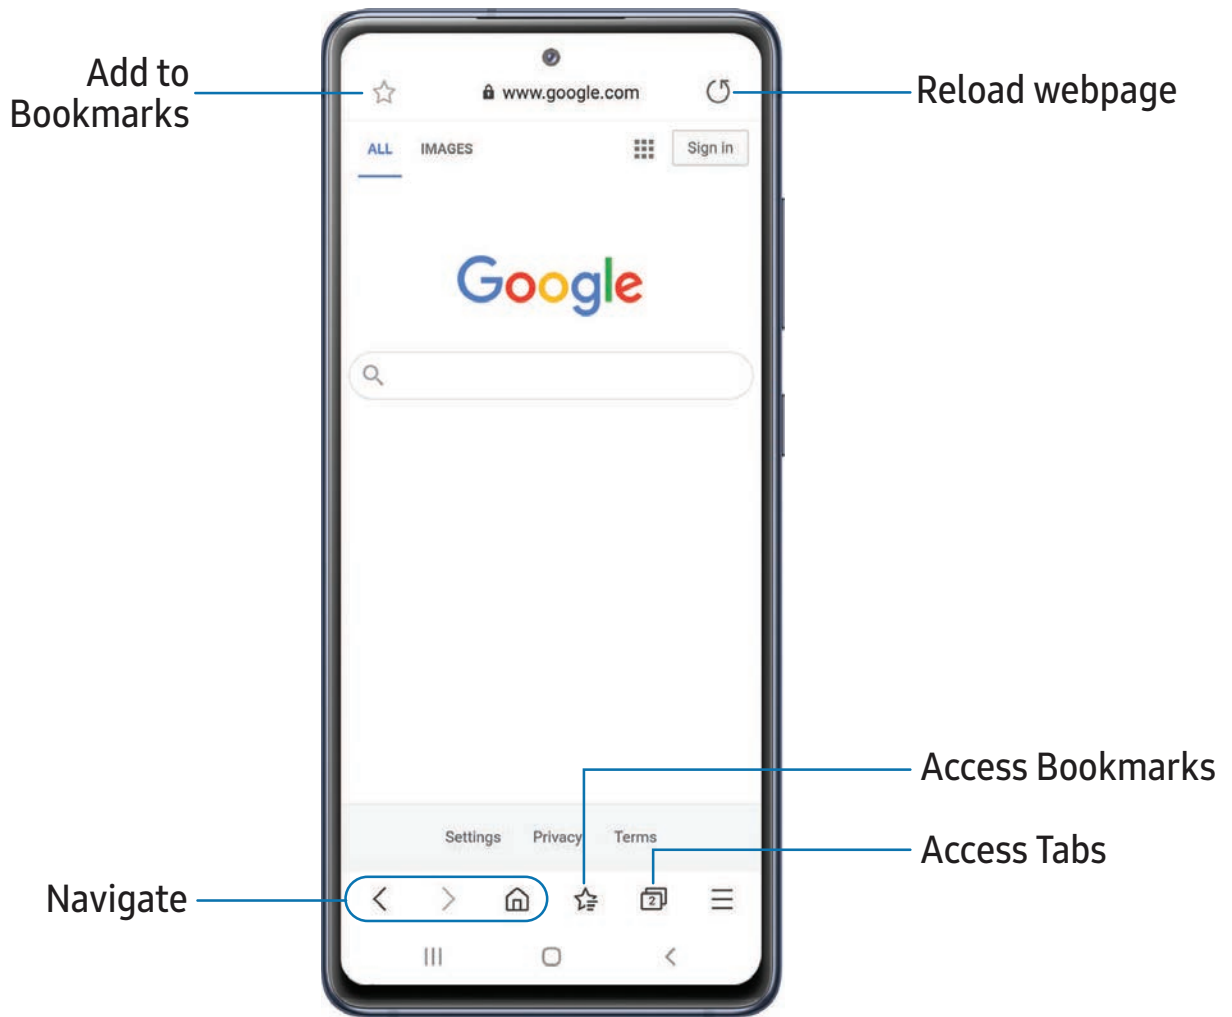 Add to
Bookmarks
www.google.com
Reload webpage
ALL IMAGES Sign in
Google
Access Bookmarks
Settings Privacy Terms
Access Tabs
Navigate
2